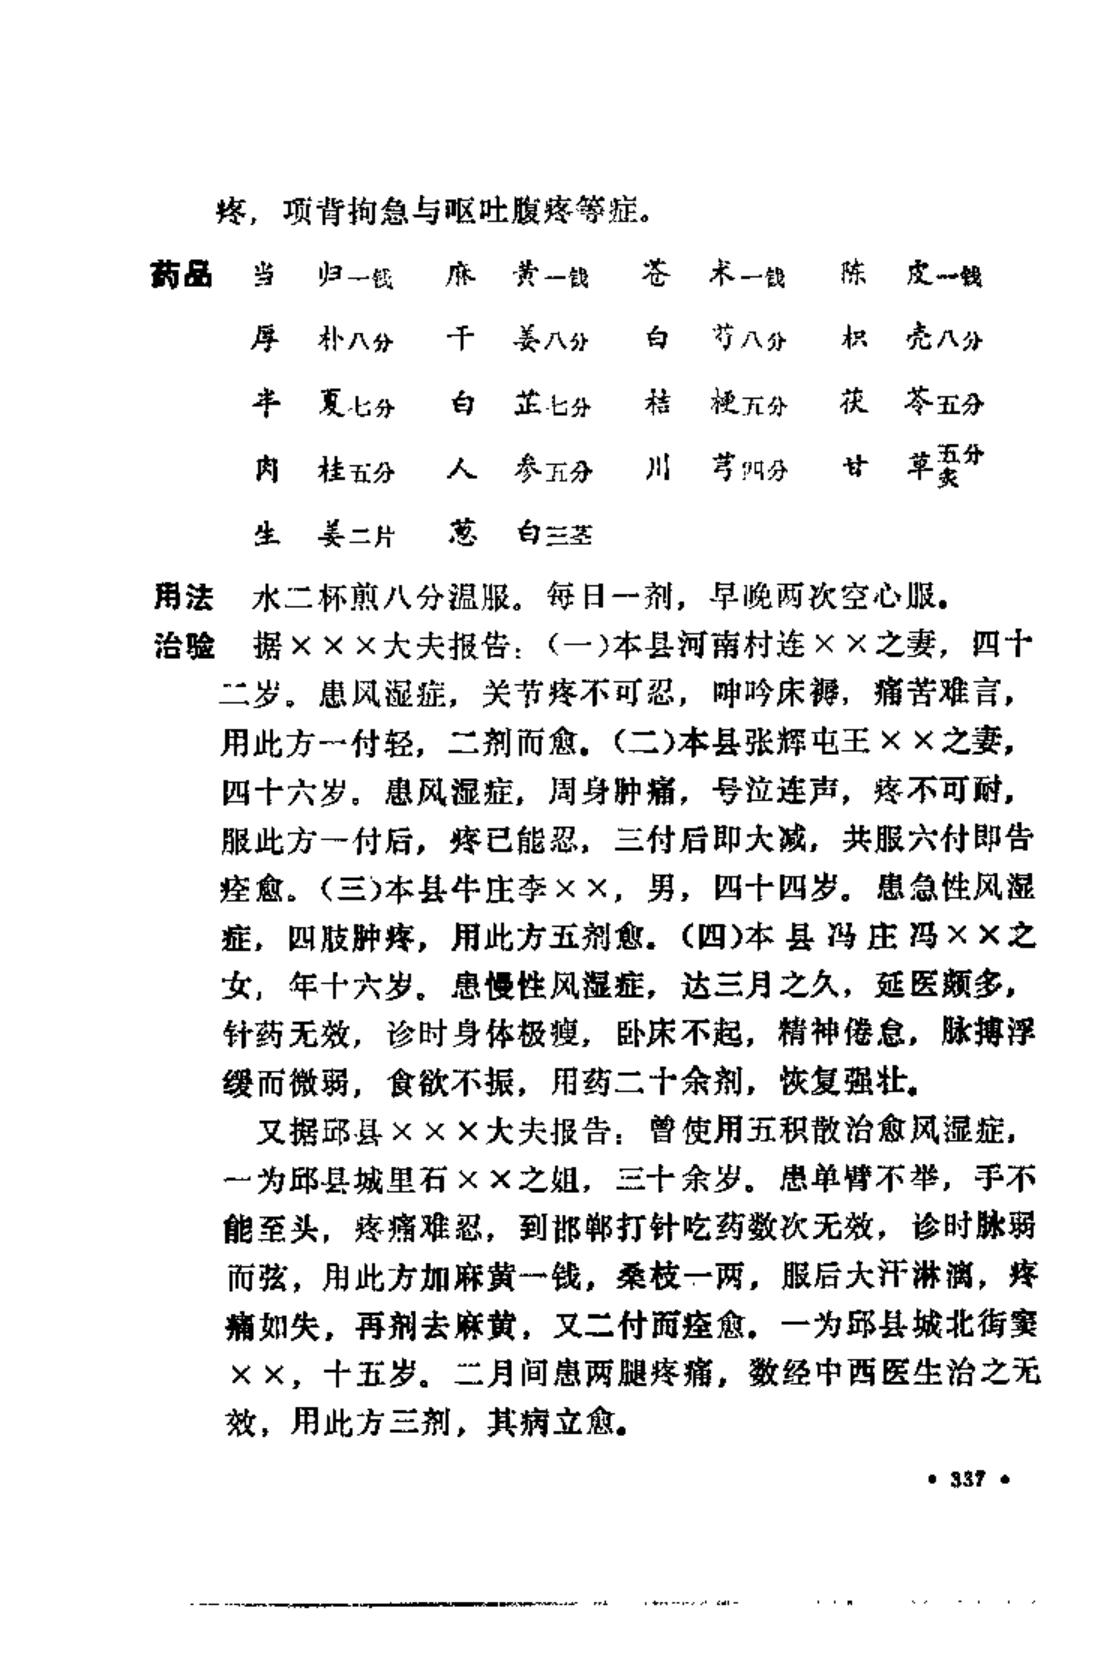 疼，项背拘急与呕吐腹疼等症。
药品 当 归一钱 麻 黄一钱 苍 术一钱 陈 皮一钱
厚 朴八分 干 姜八分 白 芍八分 枳 壳八分
半 夏七分 白 芷七分 桔 梗五分 茯 苓五分
肉 桂五分 人 参五分 川 芎四分 甘 草五分炙
生 姜二片 葱 白三茎
用法 水二杯煎八分温服。每日一剂，早晚两次空心服。
治验 据×××大夫报告：(一)本县河南村连××之妻，四十
二岁。患风湿症，关节疼不可忍，呻吟床褥，痛苦难言，
用此方一付轻，二剂而愈。(二)本县张辉屯王××之妻，
四十六岁。患风湿症，周身肿痛，号泣连声，疼不可耐，
服此方一付后，疼已能忍，三付后即大减，共服六付即告
痊愈。(三)本县牛庄李××，男，四十四岁。患急性风湿
症，四肢肿疼，用此方五剂愈。(四)本县冯庄冯××之
女，年十六岁。患慢性风湿症，达三月之久，延医颇多，
针药无效，诊时身体极瘦，卧床不起，精神倦怠，脉搏浮
缓而微弱，食欲不振，用药二十余剂，恢复强壮。
又据邱县×××大夫报告：曾使用五积散治愈风湿症，
一为邱县城里石××之姐，三十余岁。患单臂不举，手不
能至头，疼痛难忍，到邯郸打针吃药数次无效，诊时脉弱
而弦，用此方加麻黄一钱，桑枝一两，服后大汗淋漓，疼
痛如失，再剂去麻黄，又二付而痊愈。一为邱县城北街窦
××，十五岁。二月间患两腿疼痛，数经中西医生治之无
效，用此方三剂，其病立愈。
• 337 •